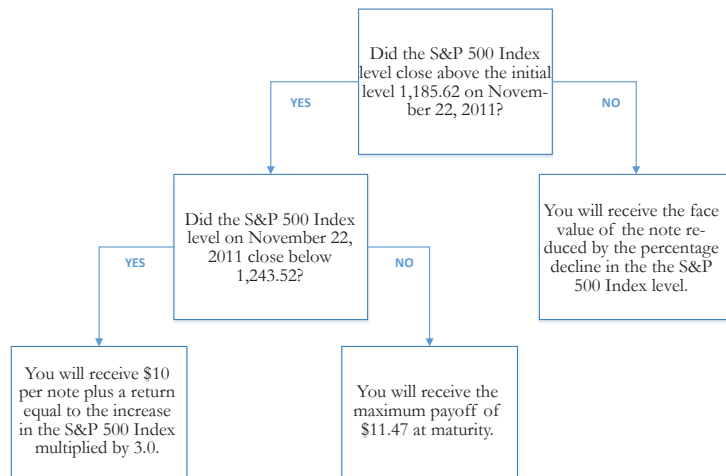 Did the S&P 500 Index
level close above the initial
level 1,185.62 on Novem-
ber 22, 2011?
YES
NO
Did the S&P 500 Index
level on November 22,
2011 close below
1,243.52?
You will receive the face
value of the note re-
duced by the percentage
decline in the the S&P
500 Index level.
YES
NO
You will receive $10
per note plus a return
equal to the increase
in the S&P 500 Index
multiplied by 3.0.
You will receive the
maximum payoff of
$11.47 at maturity.